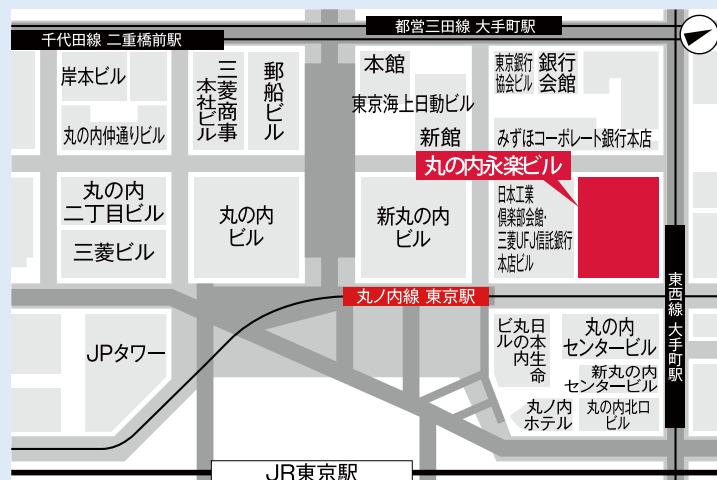 都営三田線 大手町駅
千代田線 二重橋前駅
岸本ビル
丸の内仲通りビル
三菱商事
本社ビル
郵船ビル
本館
東京海上日動ビル
新館
東京銀行
協会ビル
銀行
会館
みずほコーポレート銀行本店
丸の内永楽ビル
丸の内
二丁目ビル
三菱ビル
丸の内
ビル
新丸の内
ビル
日本工業
倶楽部会館・
三菱UFJ信託銀行
本店ビル
丸ノ内線 東京駅
東西線 大手町駅
JPタワー
日本生命
丸の内
ビル
丸の内
センタービル
新丸の内
センタービル
丸ノ内
ホテル
丸の内北口
ビル
JR東京駅